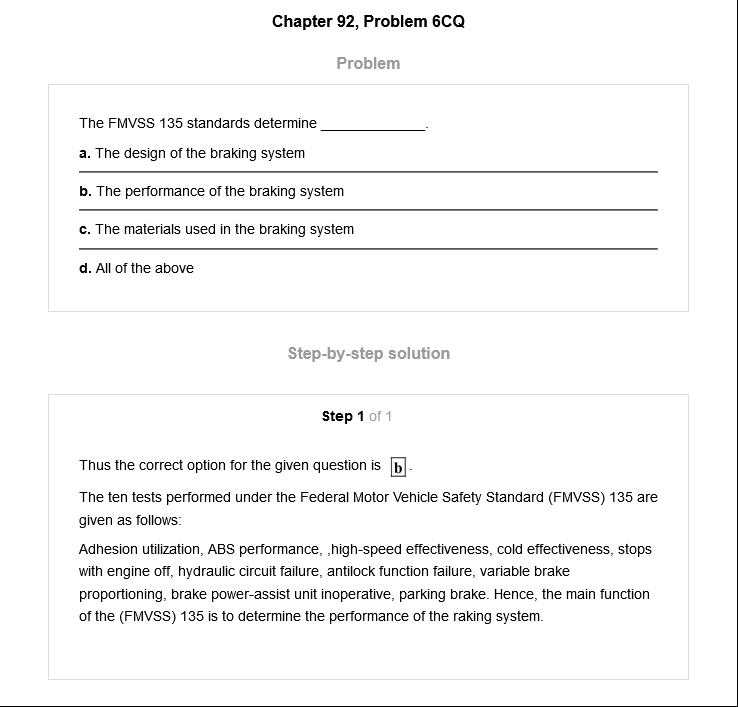 Chapter 92, Problem 6CQ
Problem
The FMVSS 135 standards determine ______________.
a. The design of the braking system
b. The performance of the braking system
c. The materials used in the braking system
d. All of the above
Step-by-step solution
Step 1 of 1
Thus the correct option for the given question is b .
The ten tests performed under the Federal Motor Vehicle Safety Standard (FMVSS) 135 are
given as follows:
Adhesion utilization, ABS performance, ,high-speed effectiveness, cold effectiveness, stops
with engine off, hydraulic circuit failure, antilock function failure, variable brake
proportioning, brake power-assist unit inoperative, parking brake. Hence, the main function
of the (FMVSS) 135 is to determine the performance of the raking system.